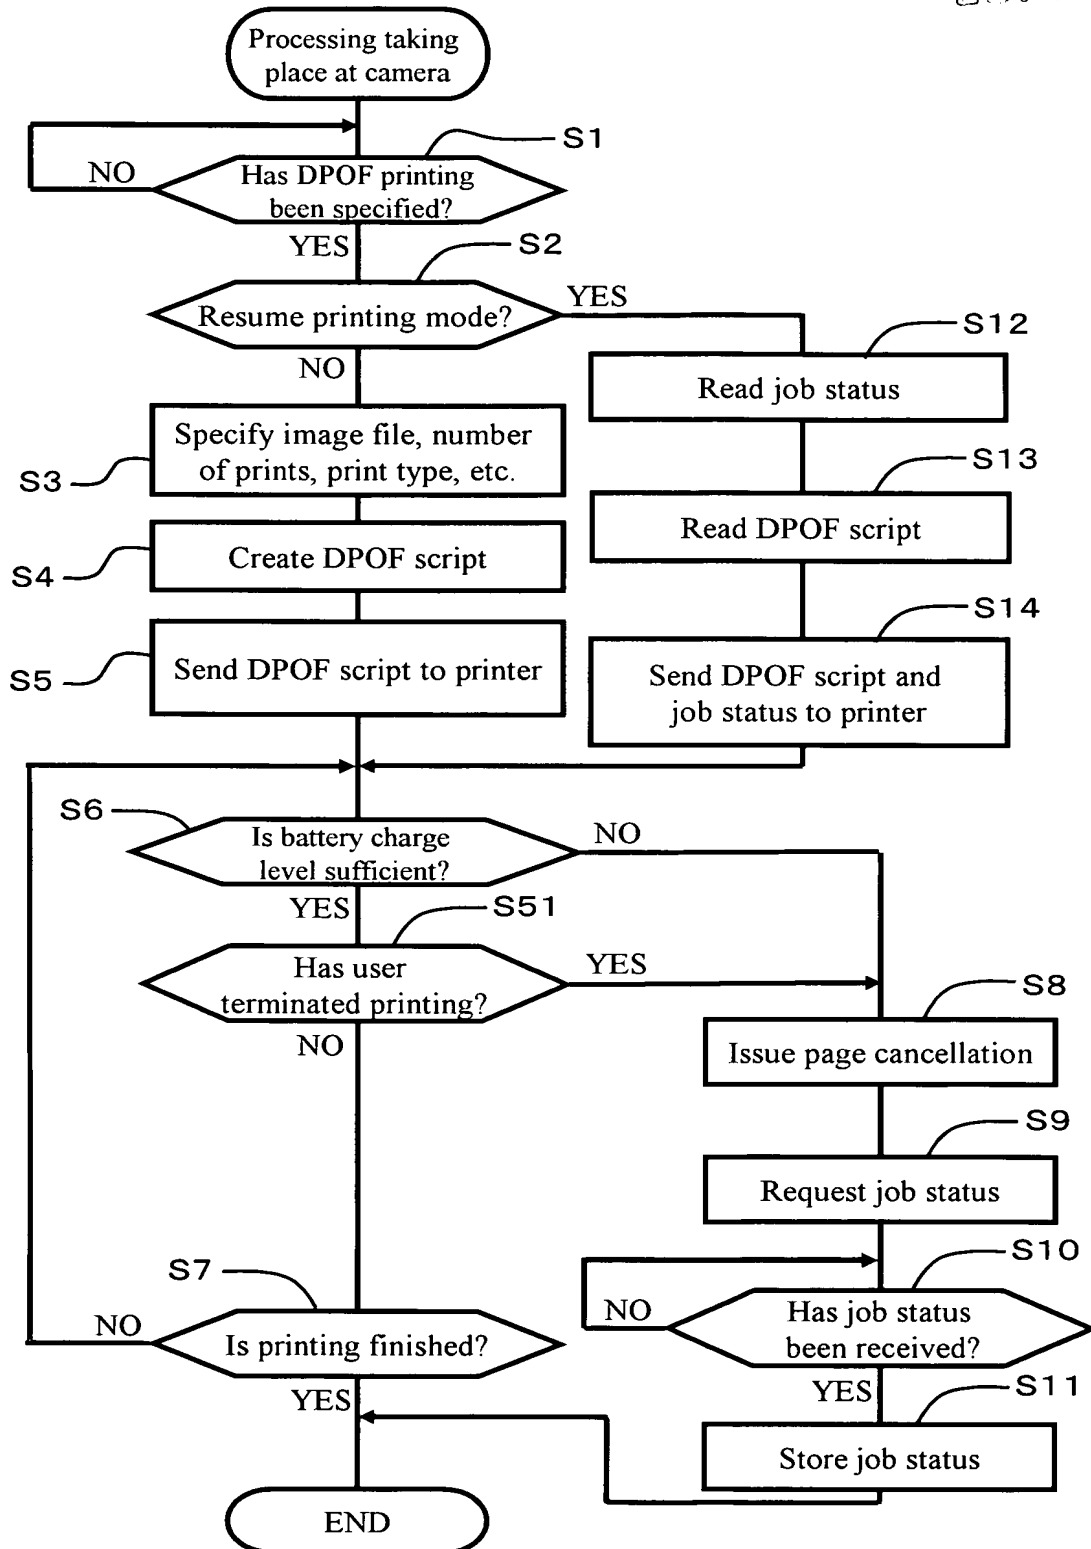 Processing taking
place at camera
S1
NO
Has DPOF printing
been specified?
YES
S2
Resume printing mode?
YES
NO
S12
Read job status
Specify image file, number
of prints, print type, etc.
S3
S13
Read DPOF script
Create DPOF script
S4
S14
Send DPOF script to printer
S5
Send DPOF script and
job status to printer
S6
Is battery charge
level sufficient?
NO
YES
S51
Has user
terminated printing?
YES
NO
S8
Issue page cancellation
S9
Request job status
S10
NO
Has job status
been received?
S7
NO
Is printing finished?
YES
YES
S11
Store job status
END